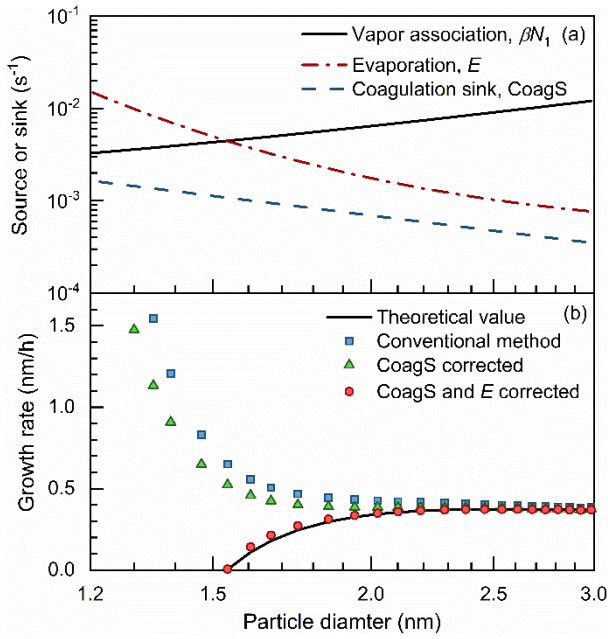 10⁻¹
Vapor association, βN₁ (a)
Evaporation, E
Coagulation sink, CoagS
10⁻²
10⁻³
10⁻⁴
Source or sink (s⁻¹)
Theoretical value (b)
Conventional method
CoagS corrected
CoagS and E corrected
1.5
1.0
0.5
0.0
Growth rate (nm/h)
1.2 1.5 2.0 2.5 3.0
Particle diamter (nm)